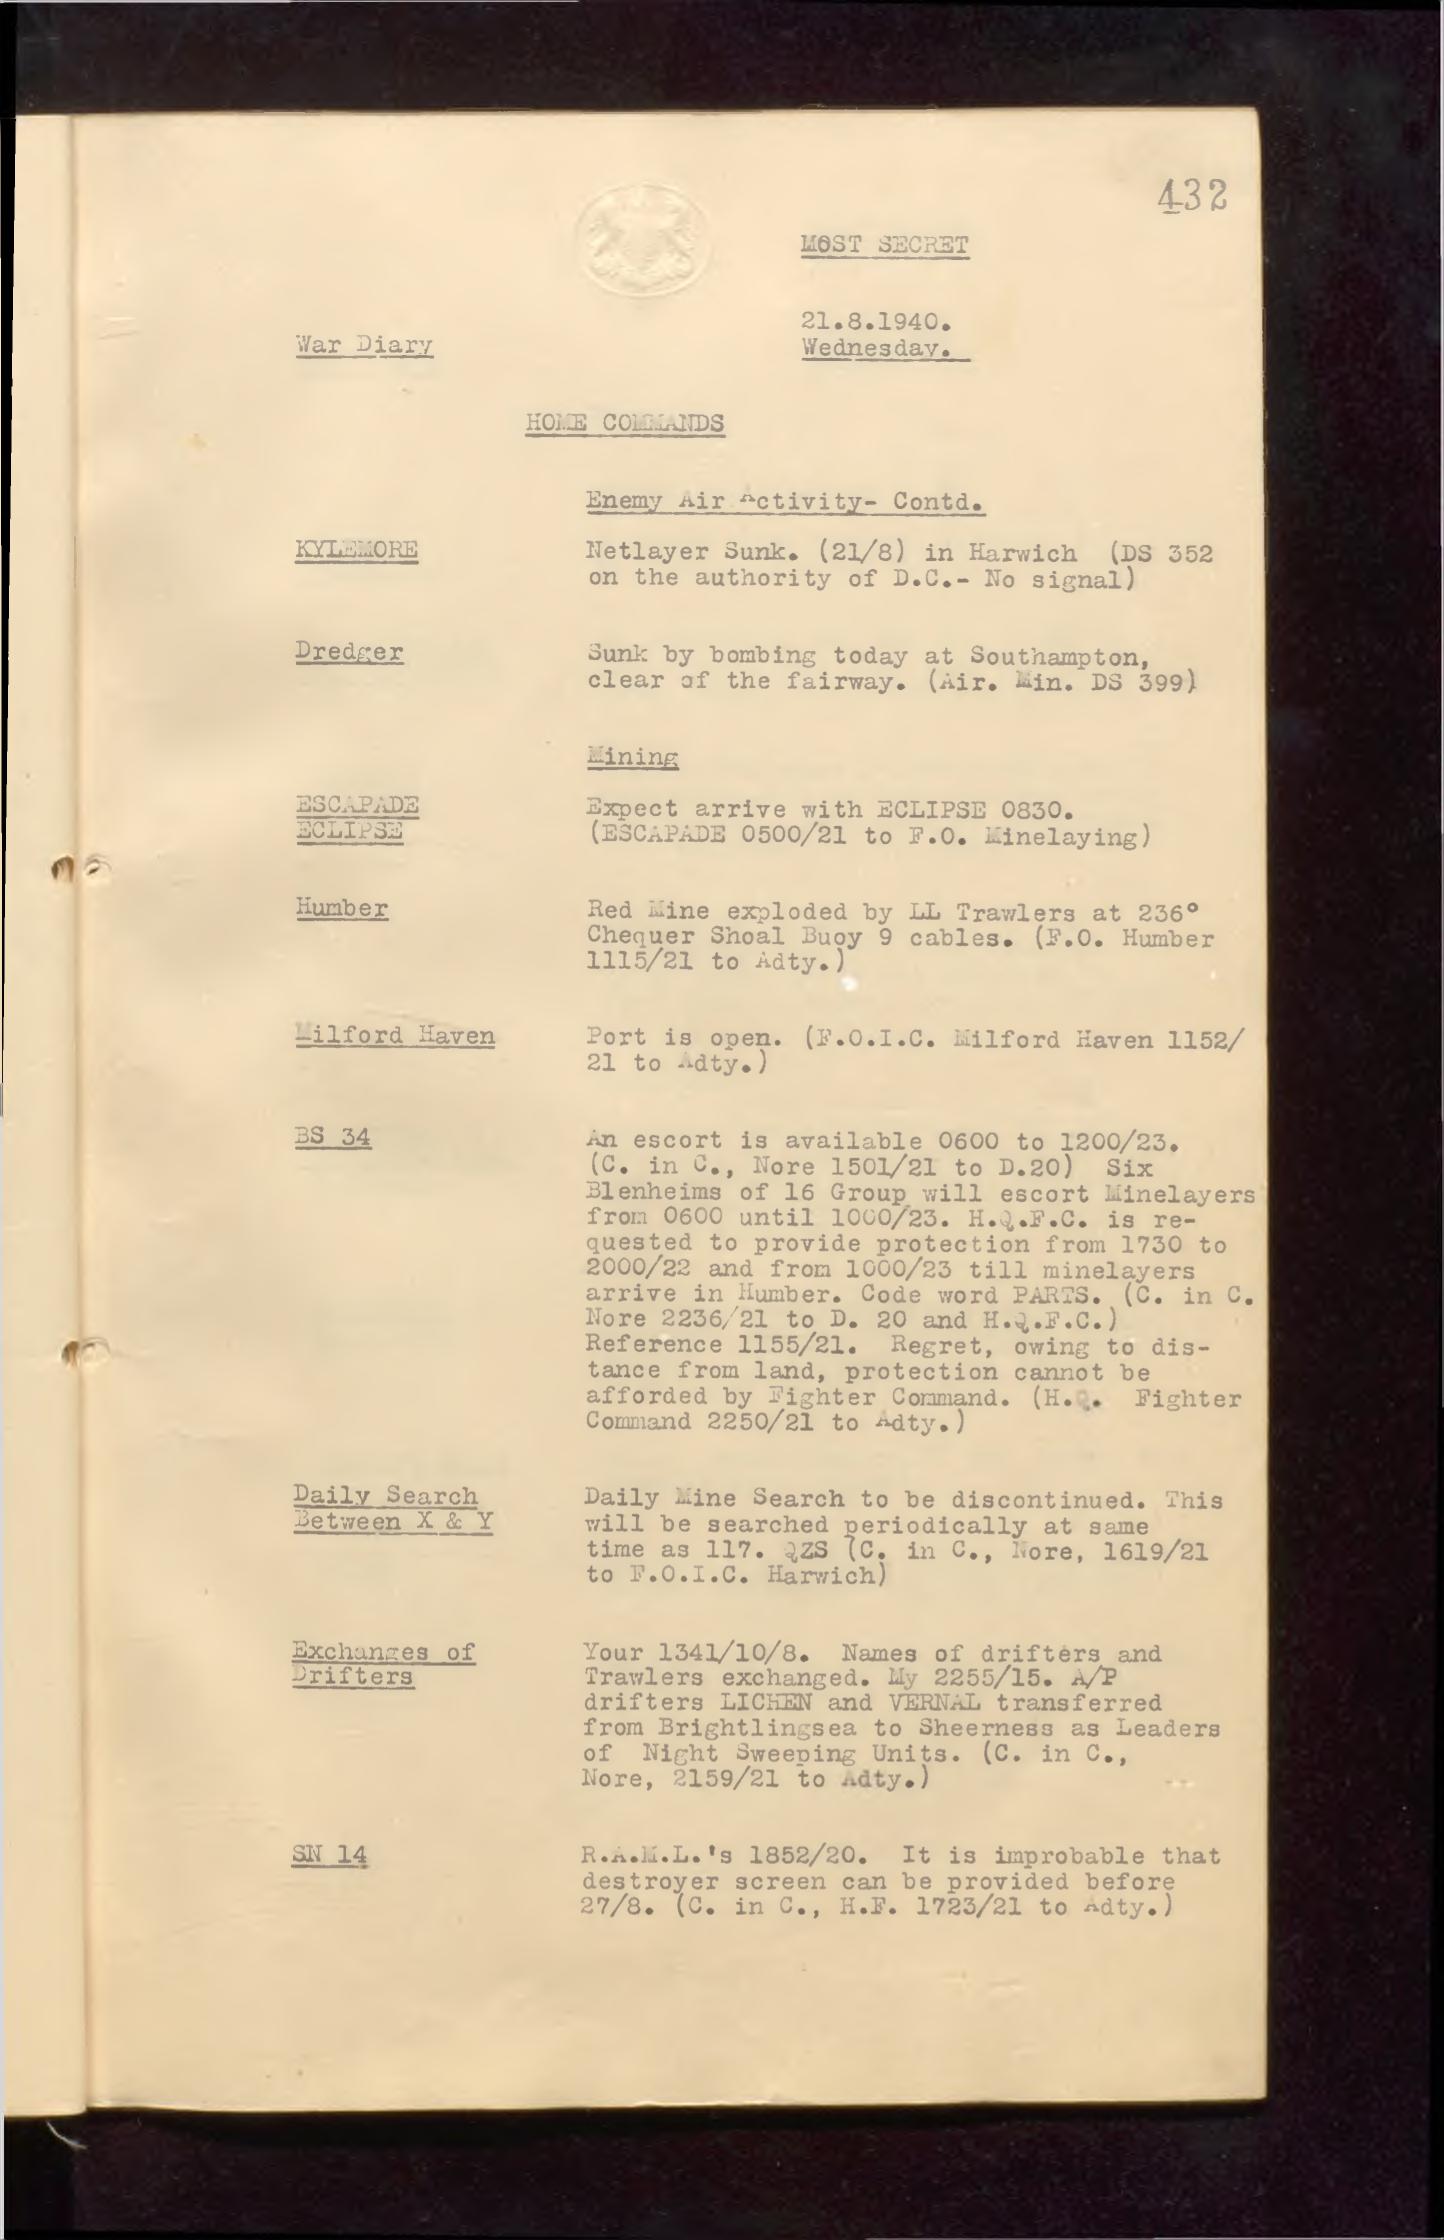 432
MOST SECRET
21.8.1940.
War Diary
Wednesday.
HOME COMMANDS
Enemy Air Activity- Contd.
KYLEMORE
Netlayer Sunk. (21/8) in Harwich (DS 352
on the authority of D.C.- No signal)
Dredger
Sunk by bombing today at Southampton,
clear of the fairway. (Air. Min. DS 399)
Mining
ESCAPADE
ECLIPSE
Expect arrive with ECLIPSE 0830.
(ESCAPADE 0500/21 to F.O. Minelaying)
Humber
Red Mine exploded by LL Trawlers at 236°
Chequer Shoal Buoy 9 cables. (F.O. Humber
1115/21 to Adty.)
Milford Haven
Port is open. (F.O.I.C. Milford Haven 1152/
21 to Adty.)
BS 34
An escort is available 0600 to 1200/23.
(C. in C., Nore 1501/21 to D.20) Six
Blenheims of 16 Group will escort Minelayers
from 0600 until 1000/23. H.Q.F.C. is re-
quested to provide protection from 1730 to
2000/22 and from 1000/23 till minelayers
arrive in Humber. Code word PARTS. (C. in C.
Nore 2236/21 to D. 20 and H.Q.F.C.)
Reference 1155/21. Regret, owing to dis-
tance from land, protection cannot be
afforded by Fighter Command. (H.Q. Fighter
Command 2250/21 to Adty.)
Daily Search
Between X & Y
Daily Mine Search to be discontinued. This
will be searched periodically at same
time as 117. QZS (C. in C., Nore, 1619/21
to F.O.I.C. Harwich)
Exchanges of
Drifters
Your 1341/10/8. Names of drifters and
Trawlers exchanged. My 2255/15. A/P
drifters LICHEN and VERNAL transferred
from Brightlingsea to Sheerness as Leaders
of Night Sweeping Units. (C. in C.,
Nore, 2159/21 to Adty.)
SN 14
R.A.M.L.'s 1852/20. It is improbable that
destroyer screen can be provided before
27/8. (C. in C., H.F. 1723/21 to Adty.)